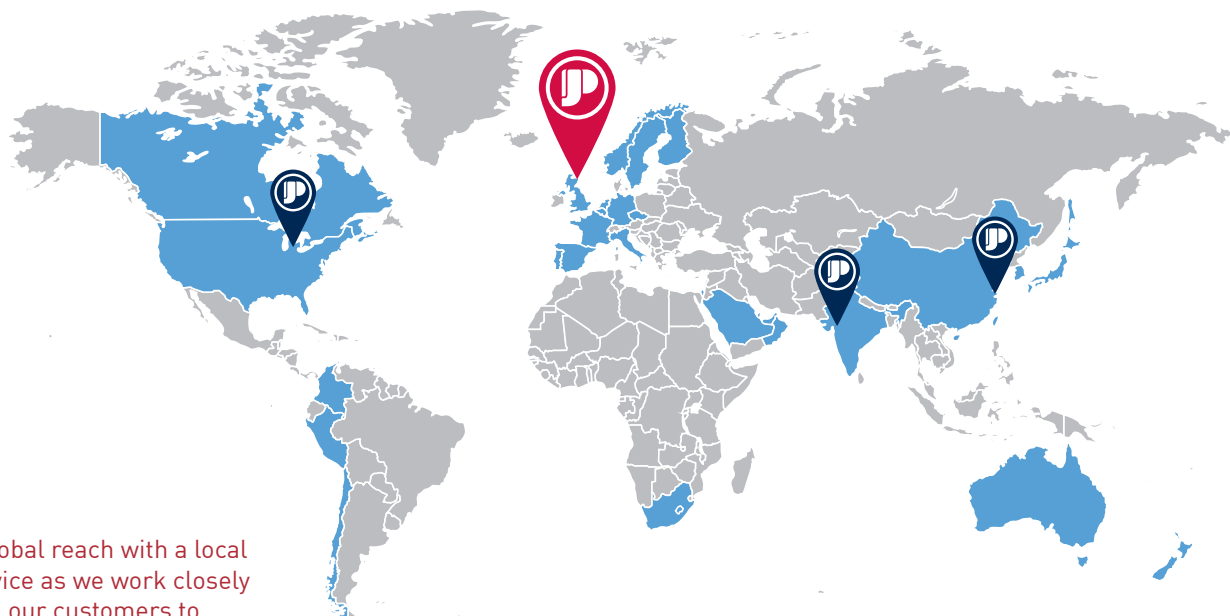 obal reach with a local
vice as we work closely
our customers to